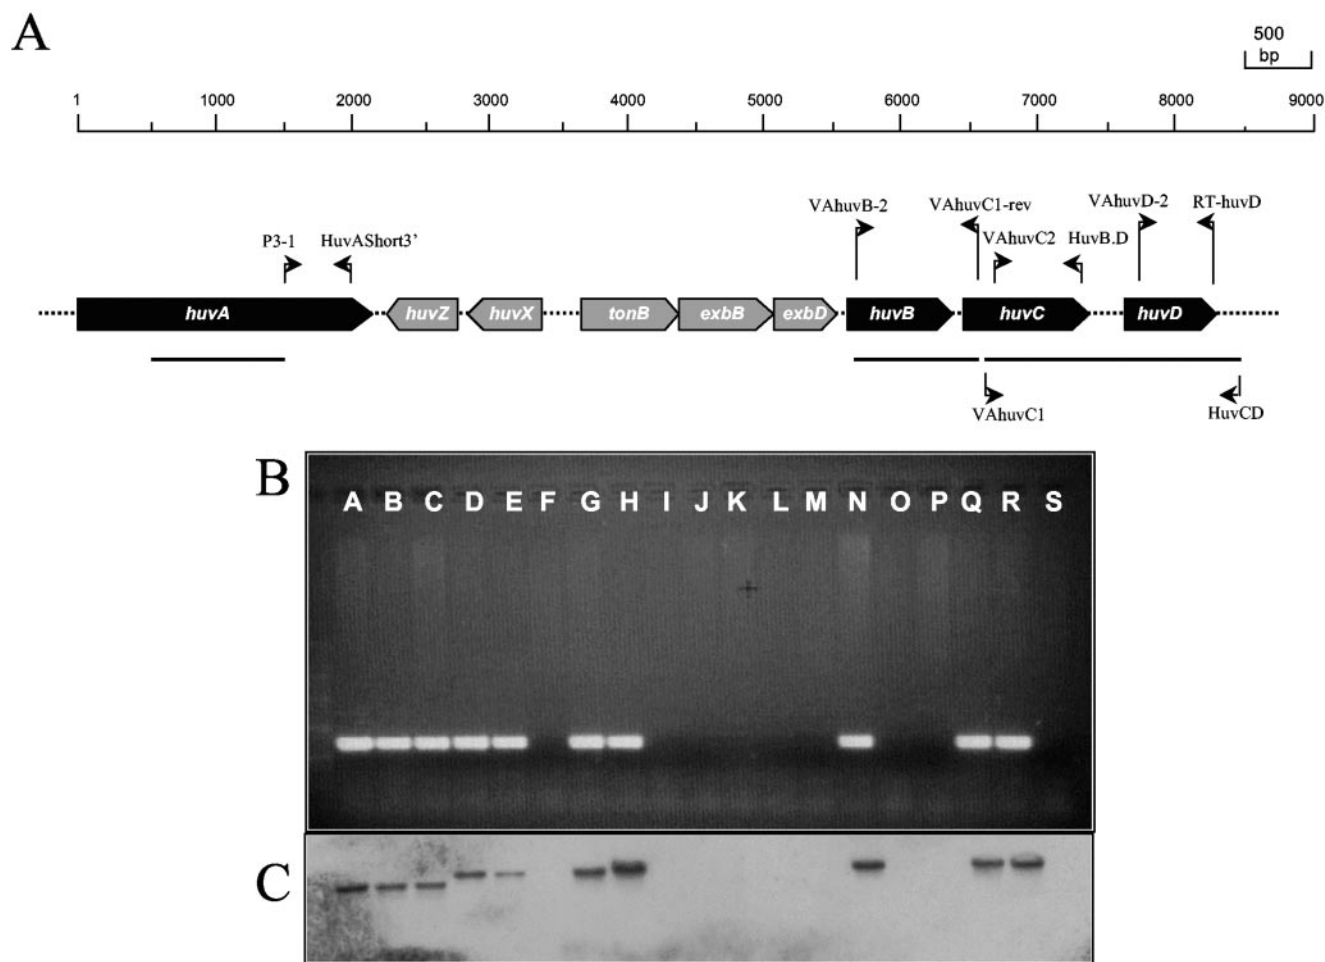 A
500
bp
1 1000 2000 3000 4000 5000 6000 7000 8000 9000
VAhuvB-2 VAhuvC1-rev VAhuvD-2 RT-huvD
P3-1 HuvAShort3' VAhuvC2 HuvB.D
huvA huvZ huvX tonB exbB exbD huvB huvC huvD
VAhuvC1 HuvCD
B
A B C D E F G H I J K L M N O P Q R S
C